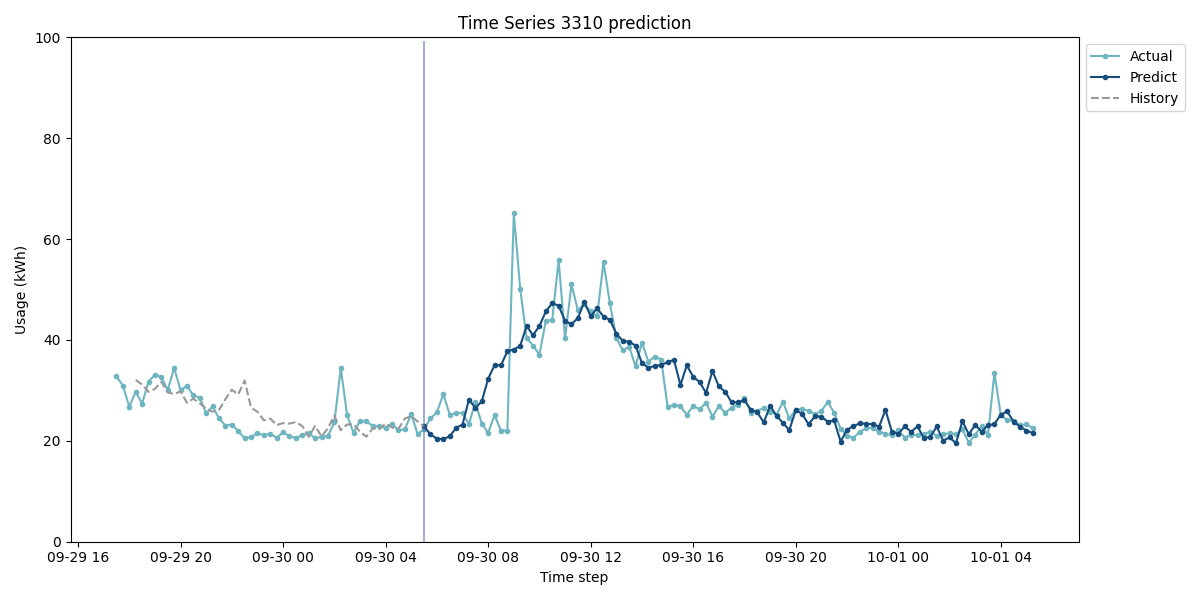 Time Series 3310 prediction
100
80
60
40
20
0
Usage (kWh)
09-29 16
09-29 20
09-30 00
09-30 04
09-30 08
09-30 12
09-30 16
09-30 20
10-01 00
10-01 04
Time step
Actual
Predict
History